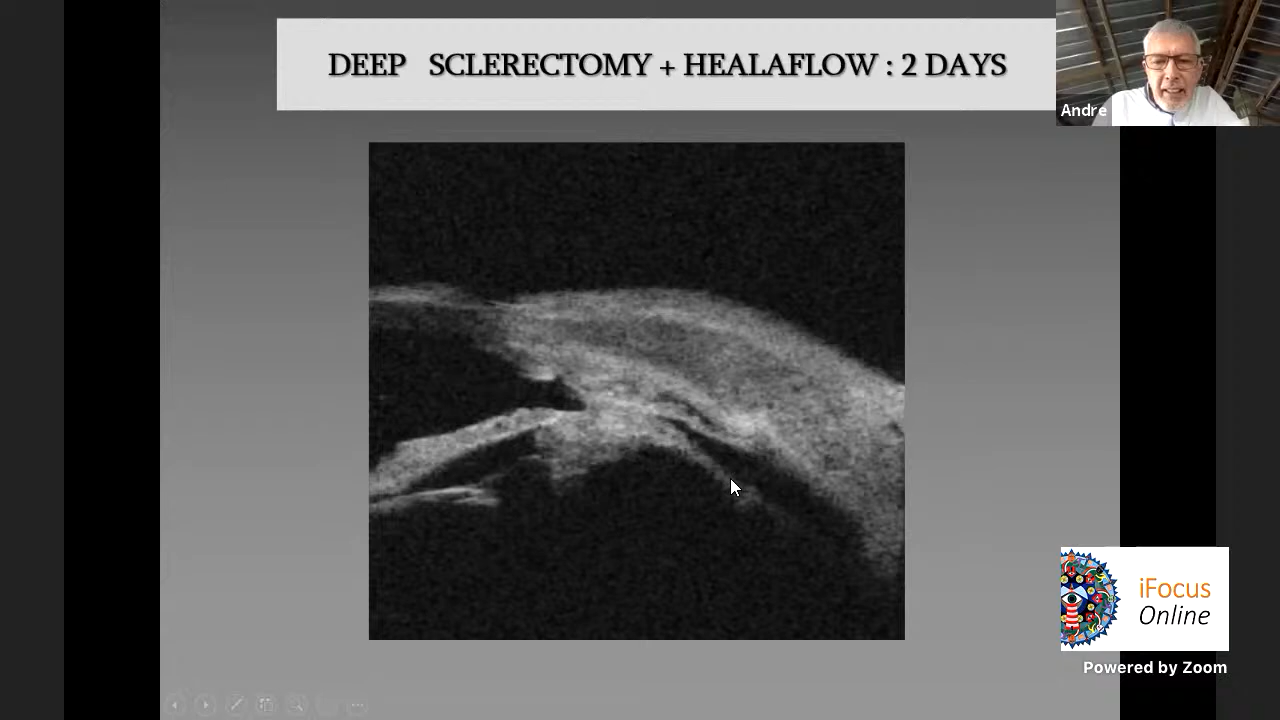 DEEP SCLERECTOMY + HEALAFLOW : 2 DAYS
Andre
iFocus
Online
Powered by Zoom